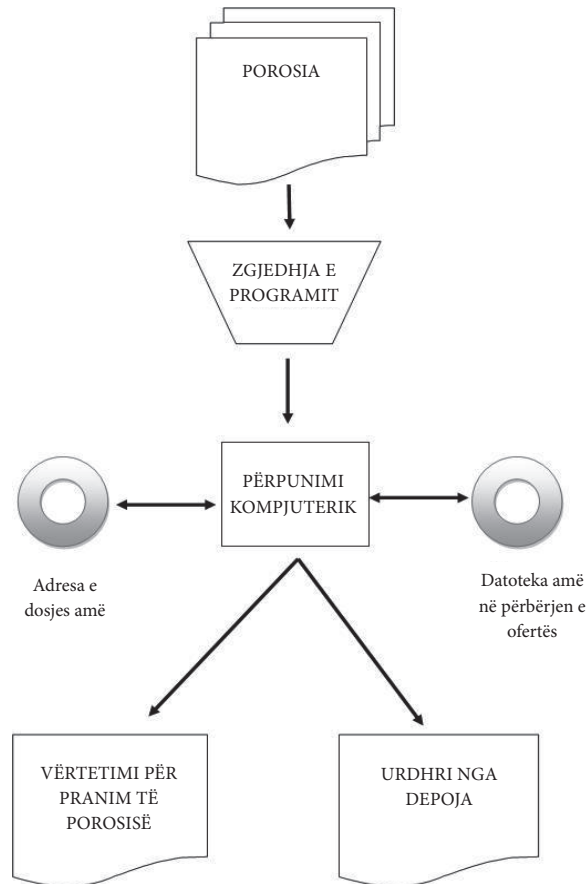 POROSIA
ZGJEDHJA E
PROGRAMIT
PËRPUNIMI
KOMPJUTERIK
Adresa e
dosjes amë
Datoteka amë
në përbërjen e
ofertës
VËRTETIMI PËR
PRANIM TË
POROSISË
URDHRI NGA
DEPOJA